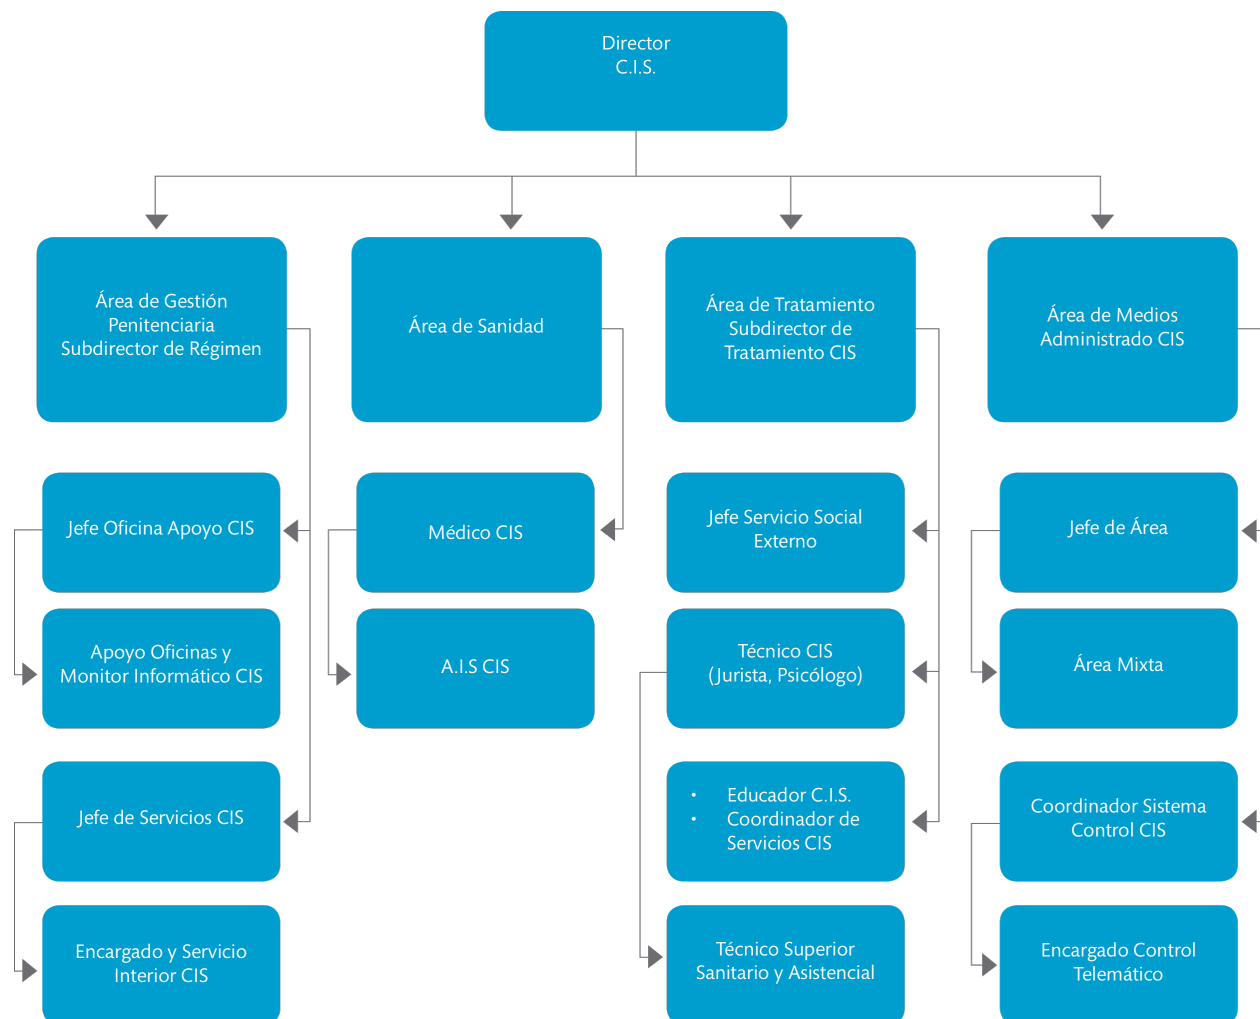 Director
C.I.S.
Área de Gestión
Penitenciaria
Subdirector de Régimen
Área de Sanidad
Área de Tratamiento
Subdirector de
Tratamiento CIS
Área de Medios
Administrado CIS
Jefe Oficina Apoyo CIS
Médico CIS
Jefe Servicio Social
Externo
Jefe de Área
Apoyo Oficinas y
Monitor Informático CIS
A.I.S CIS
Técnico CIS
(Jurista, Psicólogo)
Área Mixta
Jefe de Servicios CIS
• Educador C.I.S.
• Coordinador de
Servicios CIS
Coordinador Sistema
Control CIS
Encargado y Servicio
Interior CIS
Técnico Superior
Sanitario y Asistencial
Encargado Control
Telemático